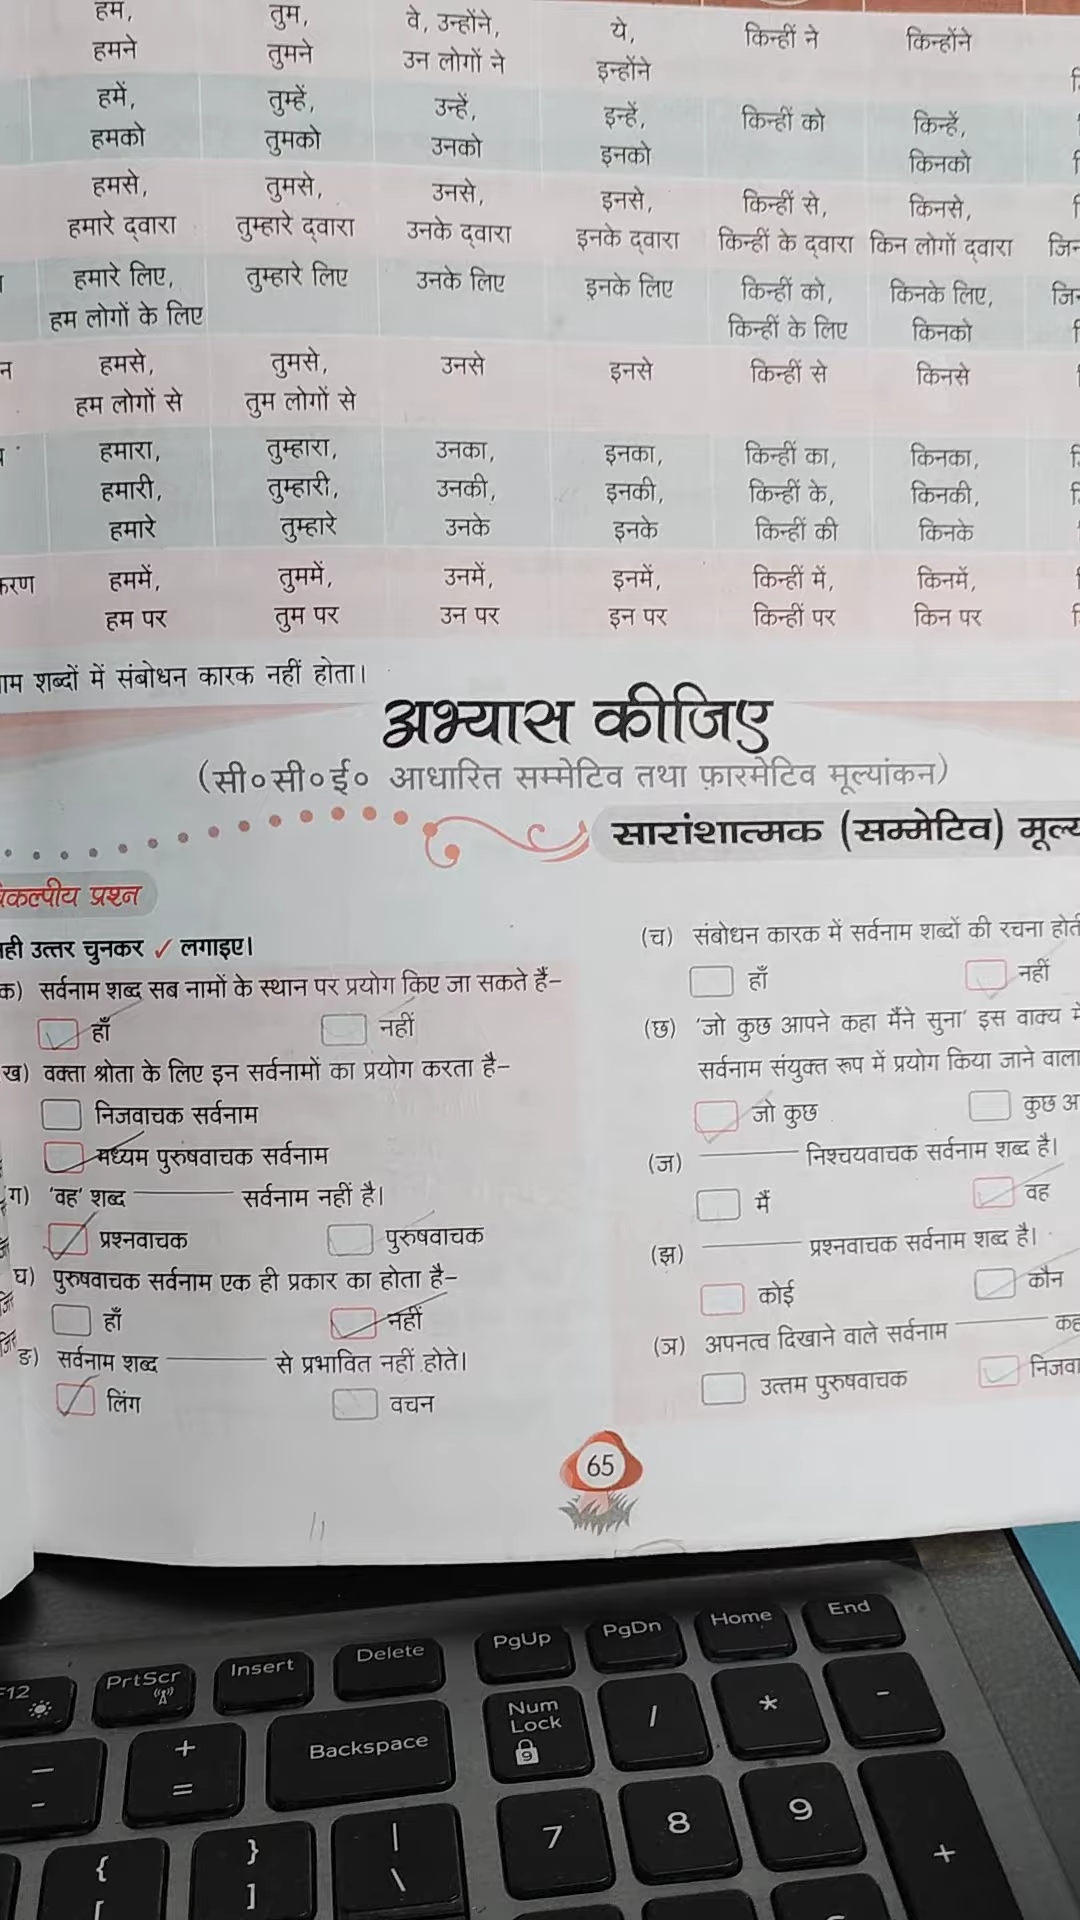 हम, तुम, वे, उन्होंने, ये, किन्हीं ने किन्होंने
हमने तुमने उन लोगों ने इन्होंने
हमें, तुम्हें, उन्हें, इन्हें, किन्हीं को किन्हें,
हमको तुमको उनको इनको किनको
हमसे, तुमसे, उनसे, इनसे, किन्हीं से, किनसे,
हमारे द्वारा तुम्हारे द्वारा उनके द्वारा इनके द्वारा किन्हीं के द्वारा किन लोगों द्वारा
हमारे लिए, तुम्हारे लिए उनके लिए इनके लिए किन्हीं को, किनके लिए,
हम लोगों के लिए किन्हीं के लिए किनको
हमसे, तुमसे, उनसे इनसे किन्हीं से किनसे
हम लोगों से तुम लोगों से
हमारा, तुम्हारा, उनका, इनका, किन्हीं का, किनका,
हमारी, तुम्हारी, उनकी, इनकी, किन्हीं के, किनकी,
हमारे तुम्हारे उनके इनके किन्हीं की किनके
हममें, तुममें, उनमें, इनमें, किन्हीं में, किनमें,
हम पर तुम पर उन पर इन पर किन्हीं पर किन पर
शब्दों में संबोधन कारक नहीं होता।
अभ्यास कीजिए
(सी०सी०ई० आधारित सम्मेटिव तथा फ़ारमेटिव मूल्यांकन)
सारांशात्मक (सम्मेटिव)
प्रश्न
उत्तर चुनकर ✓ लगाइए।
क) सर्वनाम शब्द सब नामों के स्थान पर प्रयोग किए जा सकते हैं–
हाँ नहीं
ख) वक्ता श्रोता के लिए इन सर्वनामों का प्रयोग करता है–
निजवाचक सर्वनाम
मध्यम पुरुषवाचक सर्वनाम
ग) 'वह' शब्द ———— सर्वनाम नहीं है।
प्रश्नवाचक पुरुषवाचक
घ) पुरुषवाचक सर्वनाम एक ही प्रकार का होता है–
हाँ नहीं
ङ) सर्वनाम शब्द ———— से प्रभावित नहीं होते।
लिंग वचन
(च) संबोधन कारक में सर्वनाम शब्दों की रचना
हाँ नहीं
(छ) 'जो कुछ आपने कहा मैंने सुना' इस वाक्य
सर्वनाम संयुक्त रूप में प्रयोग किया जाने वाला
जो कुछ कुछ
(ज) ———— निश्चयवाचक सर्वनाम शब्द है।
मैं वह
(झ) ———— प्रश्नवाचक सर्वनाम शब्द है।
कोई कौन
(ञ) अपनत्व दिखाने वाले सर्वनाम ————
उत्तम पुरुषवाचक
65
F12 PrtScr Insert Delete PgUp PgDn Home End
– + Backspace Num / * -
- = Lock
9
{ } | 7 8 9 +
[ ] \